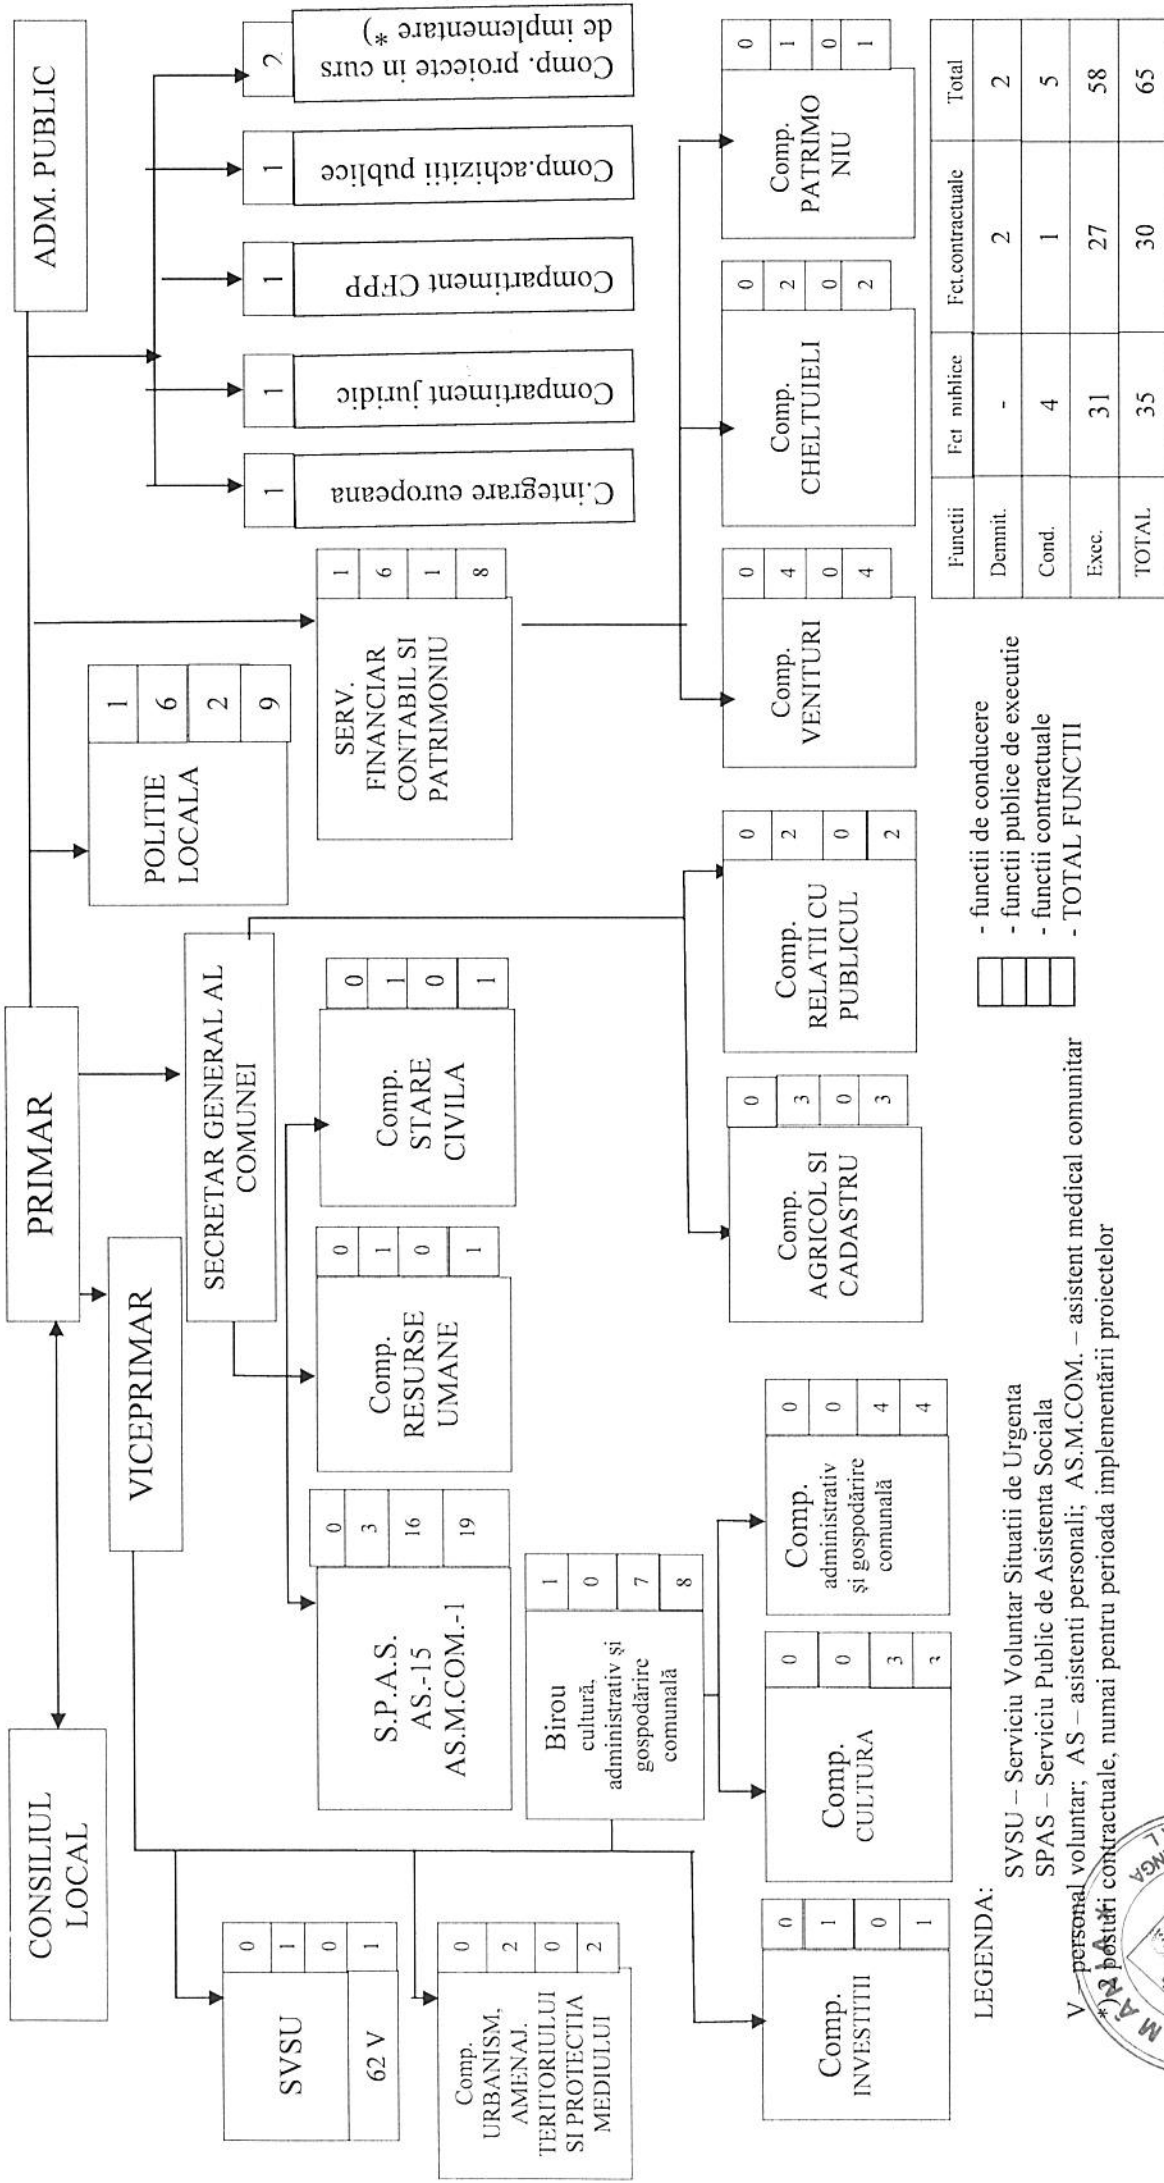 CONSILIUL
LOCAL
PRIMAR
ADM. PUBLIC
VICEPRIMAR
SECRETAR GENERAL AL
COMUNEI
POLITIE
LOCALA
1
6
2
9
1
C.integrare europeana
1
Compartiment juridic
1
Compartiment CFPP
1
Comp.achizitii publice
2
Comp. proiecte in curs
de implementare *)
SVSU
62 V
0
1
0
1
S.P.A.S.
AS.-15
AS.M.COM.-1
0
3
16
19
Comp.
RESURSE
UMANE
0
1
0
1
Comp.
STARE
CIVILA
0
1
0
1
SERV.
FINANCIAR
CONTABIL SI
PATRIMONIU
1
6
1
8
Comp.
URBANISM,
AMENAJ.
TERITORIULUI
SI PROTECTIA
MEDIULUI
0
2
0
2
Birou
cultură,
administrativ și
gospodărire
comunală
1
0
7
8
Comp.
INVESTITII
0
1
0
1
Comp.
CULTURA
0
0
3
3
Comp.
administrativ
și gospodărire
comunală
0
0
4
4
Comp.
AGRICOL SI
CADASTRU
0
3
0
3
Comp.
RELATII CU
PUBLICUL
0
2
0
2
Comp.
VENITURI
0
4
0
4
Comp.
CHELTUIELI
0
2
0
2
Comp.
PATRIMO
NIU
0
1
0
1
LEGENDA:
SVSU – Serviciu Voluntar Situatii de Urgenta
SPAS – Serviciu Public de Asistenta Sociala
V – personal voluntar; AS – asistenti personali; AS.M.COM. – asistent medical comunitar
*) 2 posturi contractuale, numai pentru perioada implementării proiectelor
- functii de conducere
- functii publice de executie
- functii contractuale
- TOTAL FUNCTII
Functii Fct publice Fct.contractuale Total
Demnit. - 2 2
Cond. 4 1 5
Exec. 31 27 58
TOTAL 35 30 65